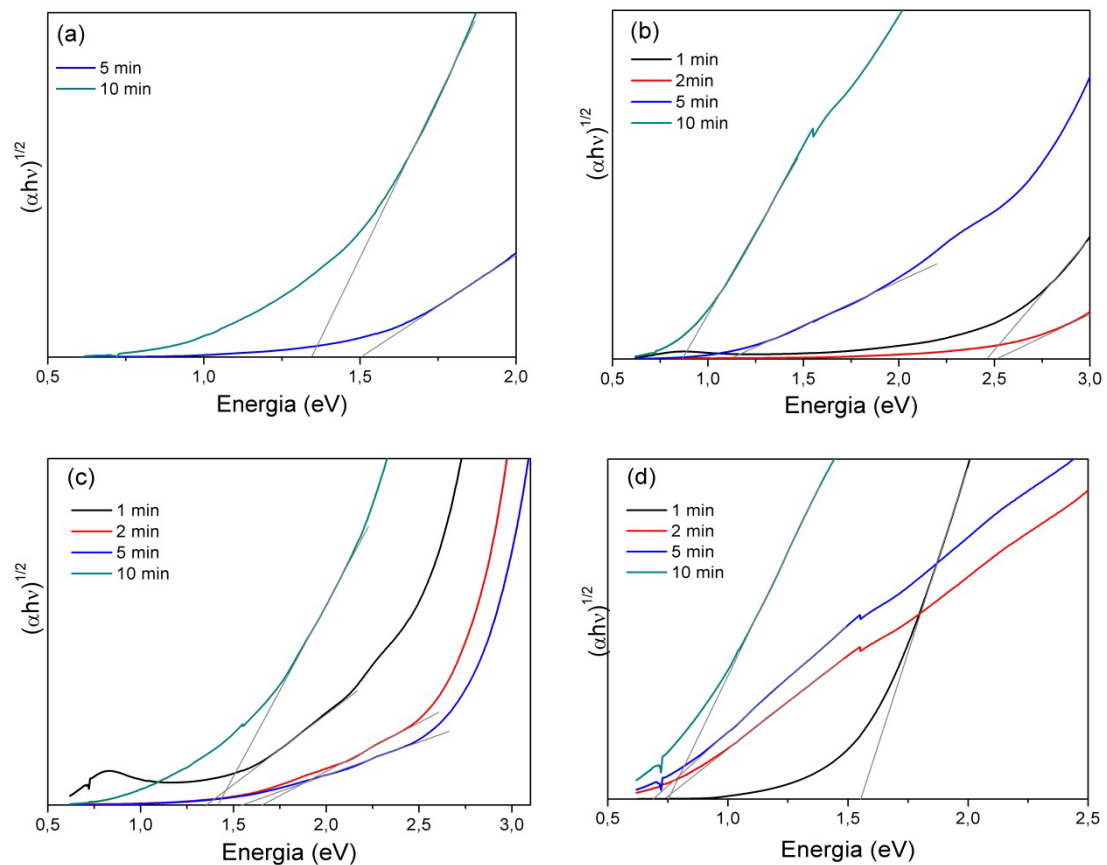 (a)
5 min
10 min
(αhν)1/2
0,5 1,0 1,5 2,0
Energia (eV)
(b)
1 min
2min
5 min
10 min
(αhν)1/2
0,5 1,0 1,5 2,0 2,5 3,0
Energia (eV)
(c)
1 min
2 min
5 min
10 min
(αhν)1/2
0,5 1,0 1,5 2,0 2,5 3,0
Energia (eV)
(d)
1 min
2 min
5 min
10 min
(αhν)1/2
0,5 1,0 1,5 2,0 2,5
Energia (eV)